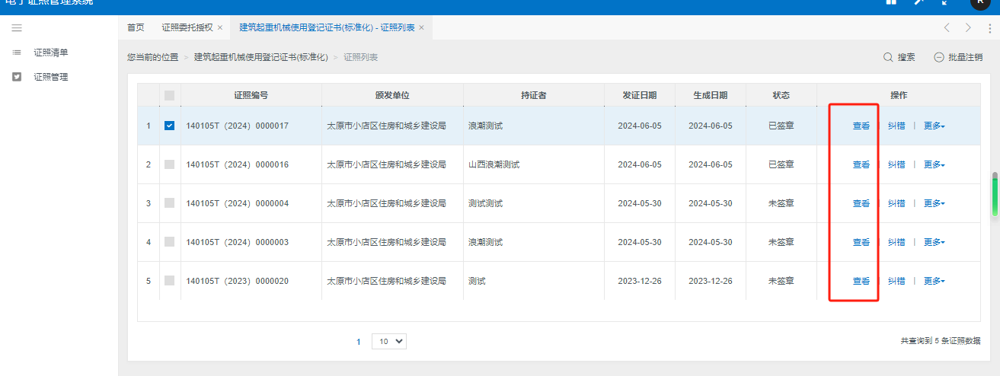 电子证照管理系统
R
首页 证照委托授权 × 建筑起重机械使用登记证书(标准化) - 证照列表 ×
证照清单
证照管理
您当前的位置 > 建筑起重机械使用登记证书(标准化) > 证照列表 搜索 批量注销
证照编号 颁发单位 持证者 发证日期 生成日期 状态 操作
1 140105T（2024）0000017 太原市小店区住房和城乡建设局 浪潮测试 2024-06-05 2024-06-05 已签章 查看 | 纠错 | 更多
2 140105T（2024）0000016 太原市小店区住房和城乡建设局 山西浪潮测试 2024-06-05 2024-06-05 已签章 查看 | 纠错 | 更多
3 140105T（2024）0000004 太原市小店区住房和城乡建设局 测试测试 2024-05-30 2024-05-30 未签章 查看 | 纠错 | 更多
4 140105T（2024）0000003 太原市小店区住房和城乡建设局 浪潮测试 2024-05-30 2024-05-30 未签章 查看 | 纠错 | 更多
5 140105T（2023）0000020 太原市小店区住房和城乡建设局 测试 2023-12-26 2023-12-26 未签章 查看 | 纠错 | 更多
1 10 共查询到 5 条证照数据